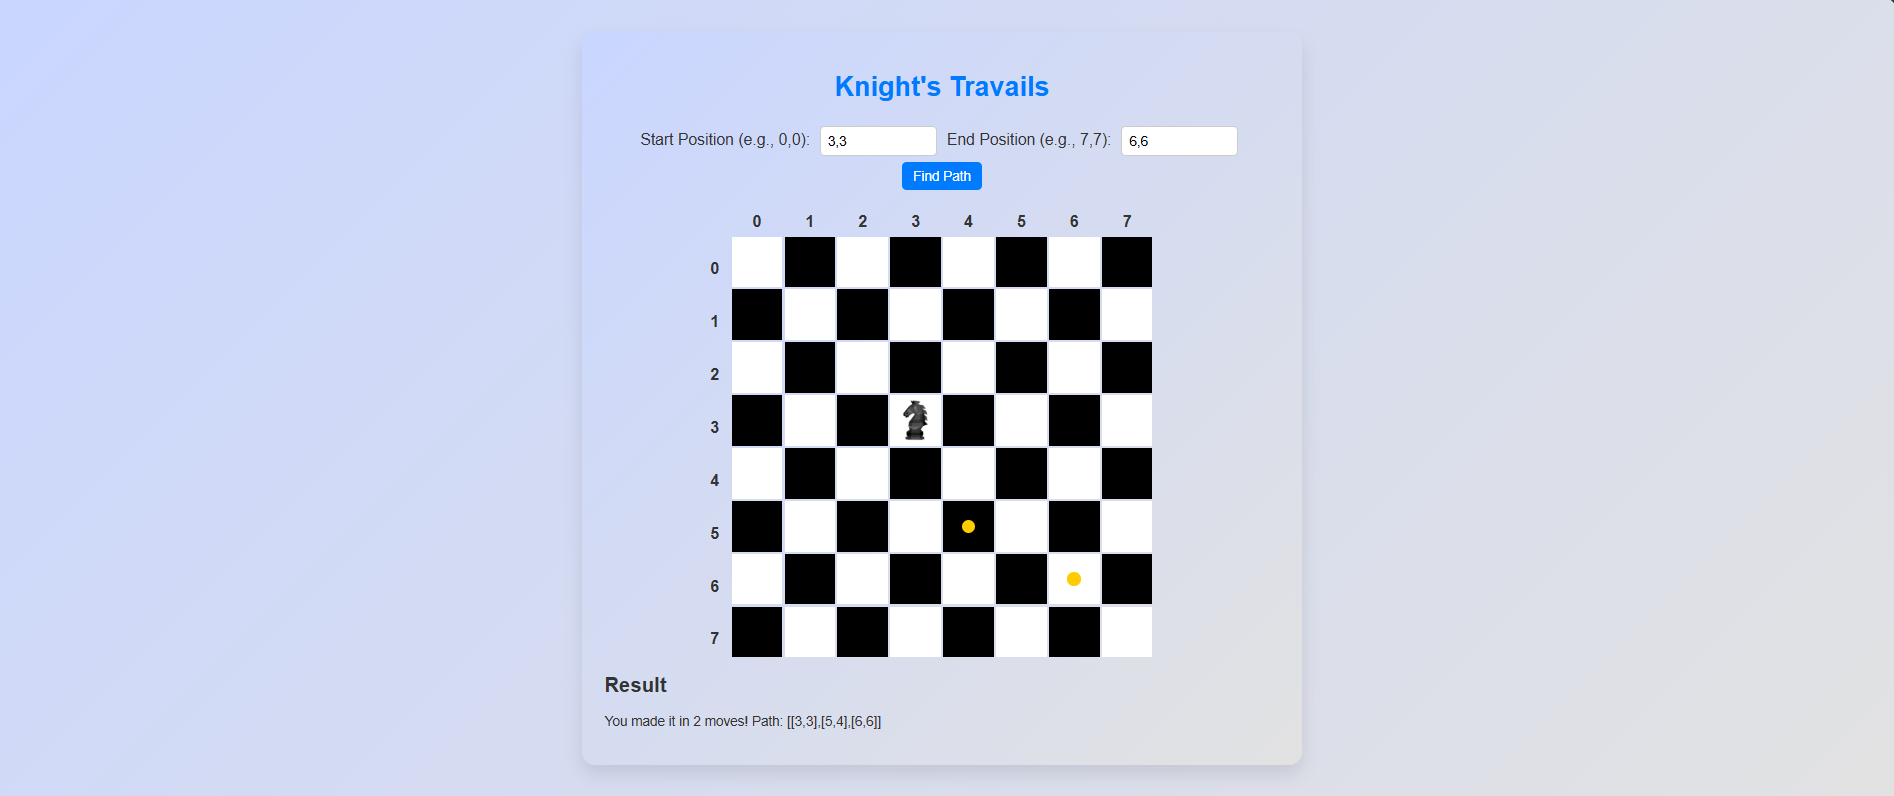 Knight's Travails
Start Position (e.g., 0,0): 3,3 End Position (e.g., 7,7): 6,6
Find Path
0 1 2 3 4 5 6 7
0
1
2
3
4
5
6
7
Result
You made it in 2 moves! Path: [[3,3],[5,4],[6,6]]